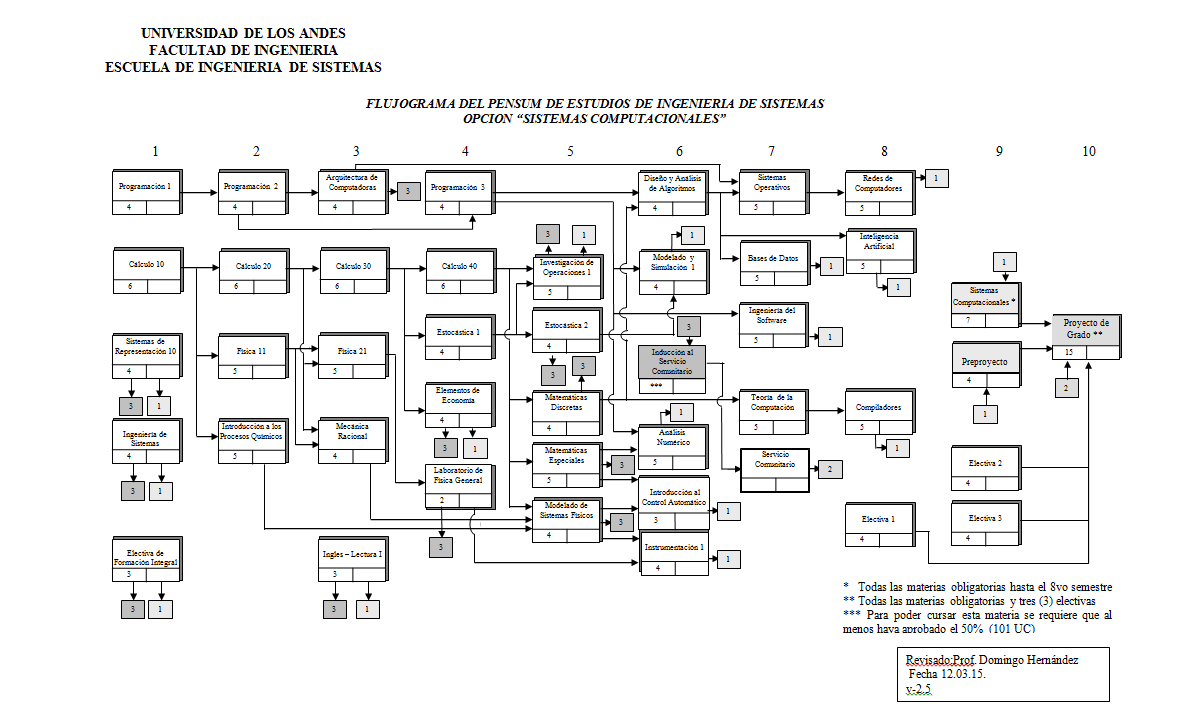 UNIVERSIDAD DE LOS ANDES
FACULTAD DE INGENIERIA
ESCUELA DE INGENIERIA DE SISTEMAS
FLUJOGRAMA DEL PENSUM DE ESTUDIOS DE INGENIERIA DE SISTEMAS
OPCION “SISTEMAS COMPUTACIONALES”
1 2 3 4 5 6 7 8 9 10
Programación 1
4
Programación 2
4
Arquitectura de
Computadoras
4
3
Programación 3
4
Diseño y Análisis
de Algoritmos
4
Sistemas
Operativos
5
Redes de
Computadores
5
1
Cálculo 10
6
Cálculo 20
6
Cálculo 30
6
Cálculo 40
6
3
1
Investigación de
Operaciones 1
5
1
Modelado y
Simulación 1
4
Bases de Datos
5
1
Inteligencia
Artificial
5
1
1
Sistemas
Computacionales *
7
Sistemas de
Representación 10
4
3
1
Física 11
5
Física 21
5
Estocástica 1
4
Estocástica 2
4
3
3
3
Inducción al
Servicio
Comunitario
***
Ingeniería del
Software
5
1
Preproyecto
4
1
Proyecto de
Grado **
15
2
Ingeniería de
Sistemas
4
3
1
Introducción a los
Procesos Químicos
5
Mecánica
Racional
4
Elementos de
Economía
4
3
1
Matemáticas
Discretas
4
1
Análisis
Numérico
5
Teoría de la
Computación
5
Compiladores
5
1
Laboratorio de
Física General
2
3
Matemáticas
Especiales
5
3
Introducción al
Control Automático
3
1
Servicio
Comunitario
2
Electiva 2
4
Modelado de
Sistemas Físicos
4
3
Instrumentación 1
4
1
Electiva 1
4
Electiva 3
4
Electiva de
Formación Integral
3
3
1
Ingles – Lectura I
3
3
1
* Todas las materias obligatorias hasta el 8vo semestre
** Todas las materias obligatorias y tres (3) electivas
*** Para poder cursar esta materia se requiere que al
menos haya aprobado el 50% (101 UC)
Revisado:Prof. Domingo Hernández
Fecha 12.03.15.
v-2.5